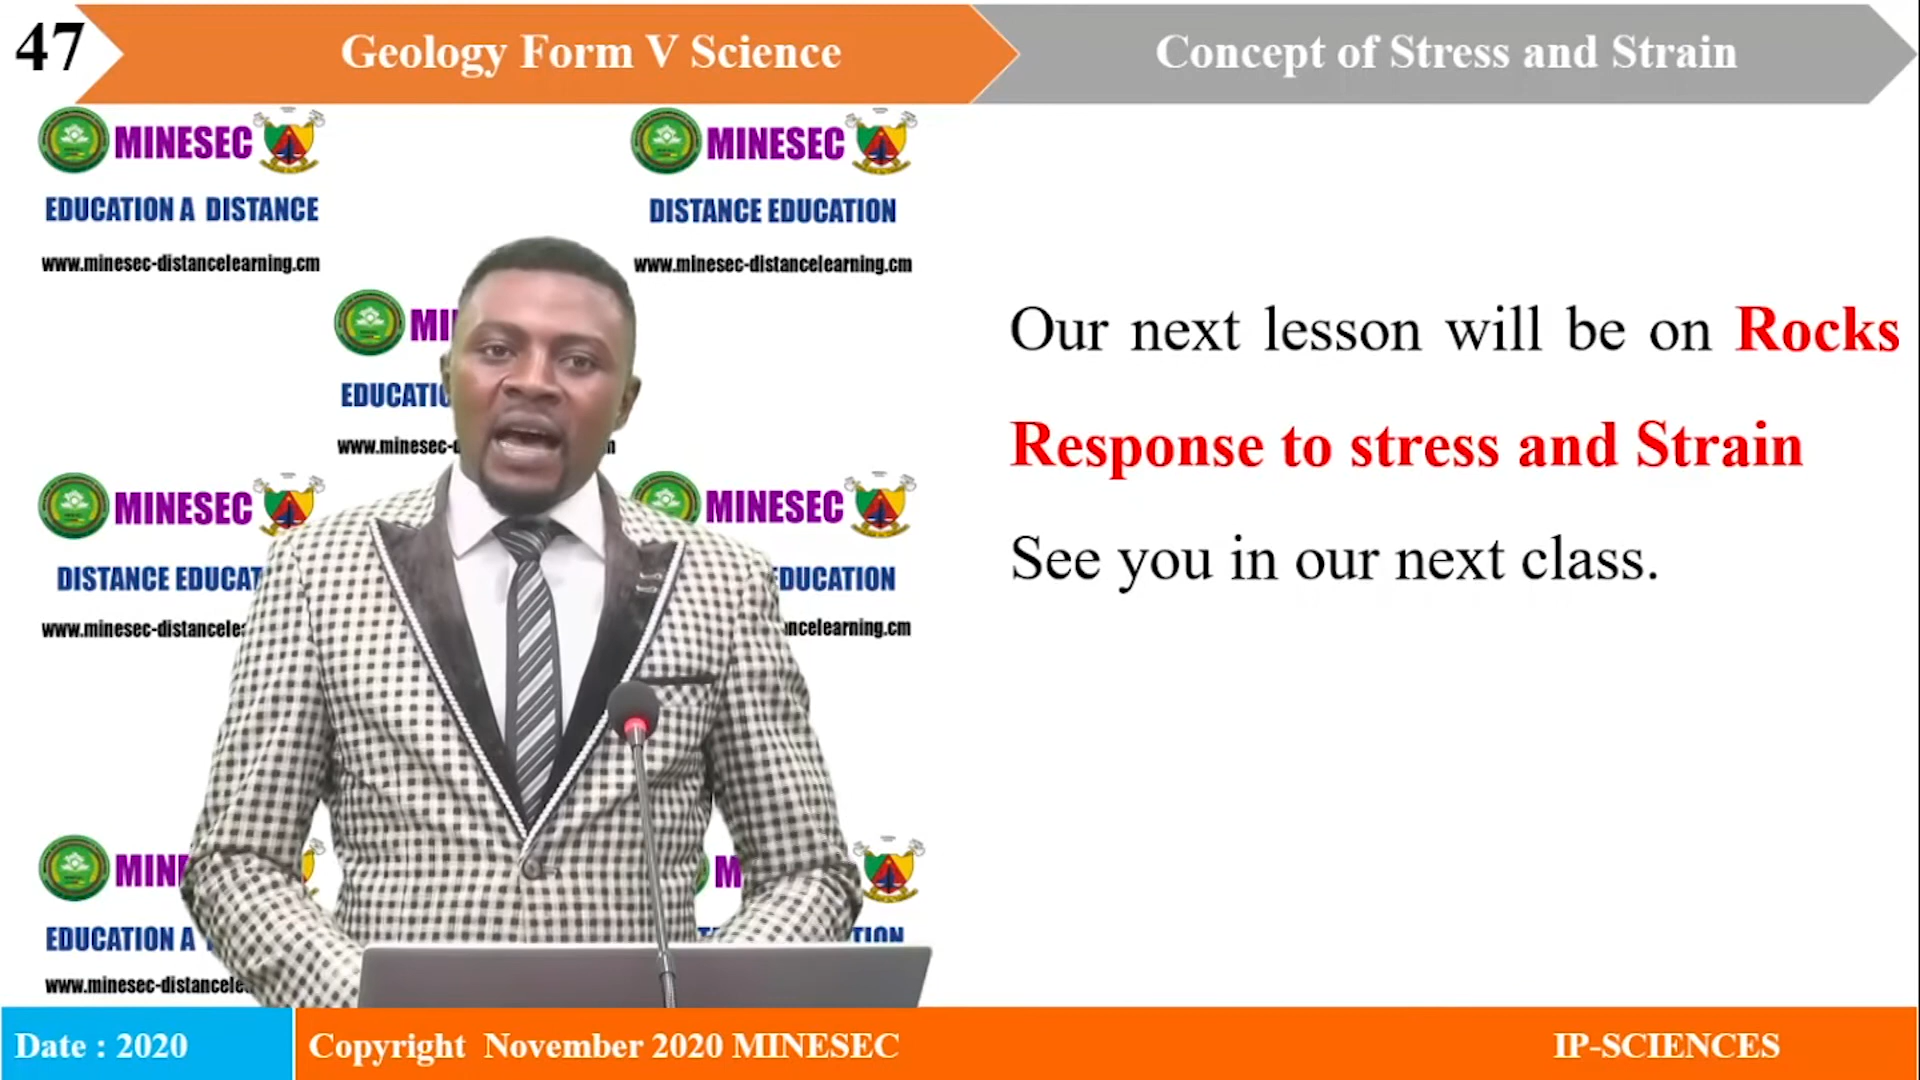 47
Geology Form V Science
Concept of Stress and Strain
MINESEC
MINESEC
EDUCATION A DISTANCE
DISTANCE EDUCATION
www.minesec-distancelearning.cm
www.minesec-distancelearning.cm
Our next lesson will be on Rocks
Response to stress and Strain
See you in our next class.
MINESEC
MINESEC
Date : 2020
Copyright November 2020 MINESEC
IP-SCIENCES